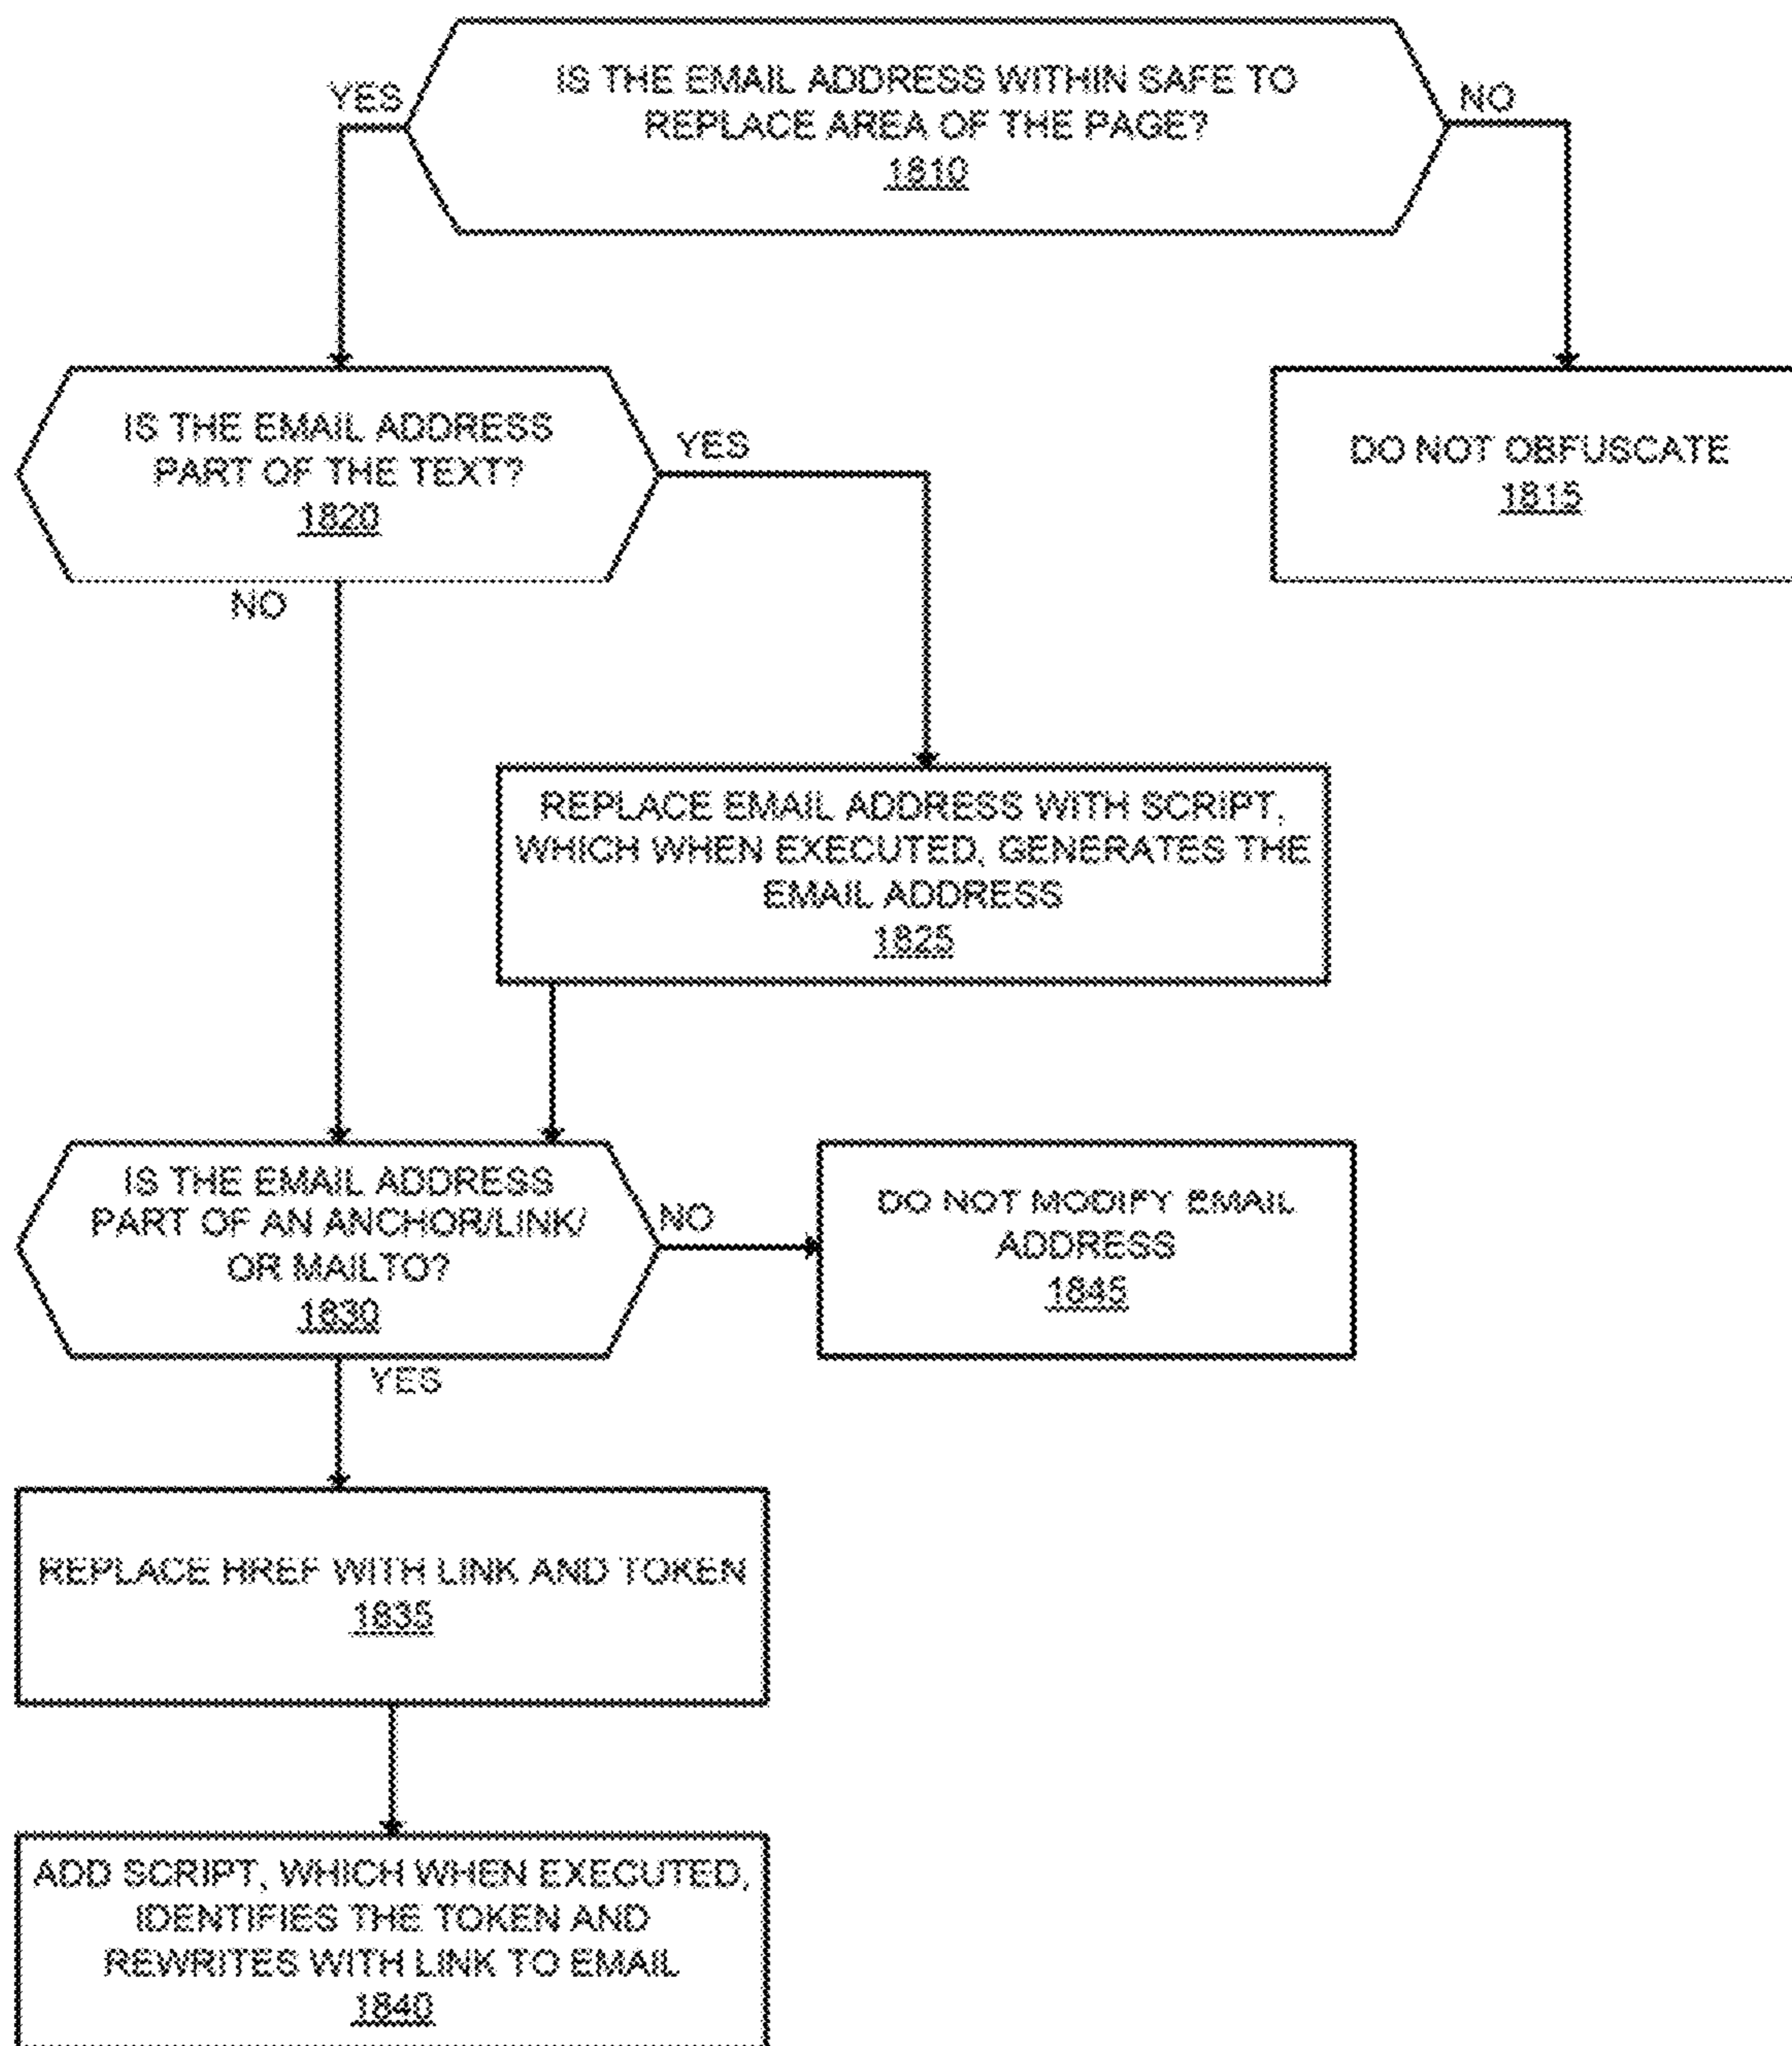 IS THE EMAIL ADDRESS WITHIN SAFE TO
REPLACE AREA OF THE PAGE?
1810
YES
NO
IS THE EMAIL ADDRESS
PART OF THE TEXT?
1820
YES
NO
DO NOT OBFUSCATE
1815
REPLACE EMAIL ADDRESS WITH SCRIPT,
WHICH WHEN EXECUTED, GENERATES THE
EMAIL ADDRESS
1825
IS THE EMAIL ADDRESS
PART OF AN ANCHOR/LINK/
OR MAILTO?
1830
NO
YES
DO NOT MODIFY EMAIL
ADDRESS
1845
REPLACE HREF WITH LINK AND TOKEN
1835
ADD SCRIPT, WHICH WHEN EXECUTED,
IDENTIFIES THE TOKEN AND
REWRITES WITH LINK TO EMAIL
1840